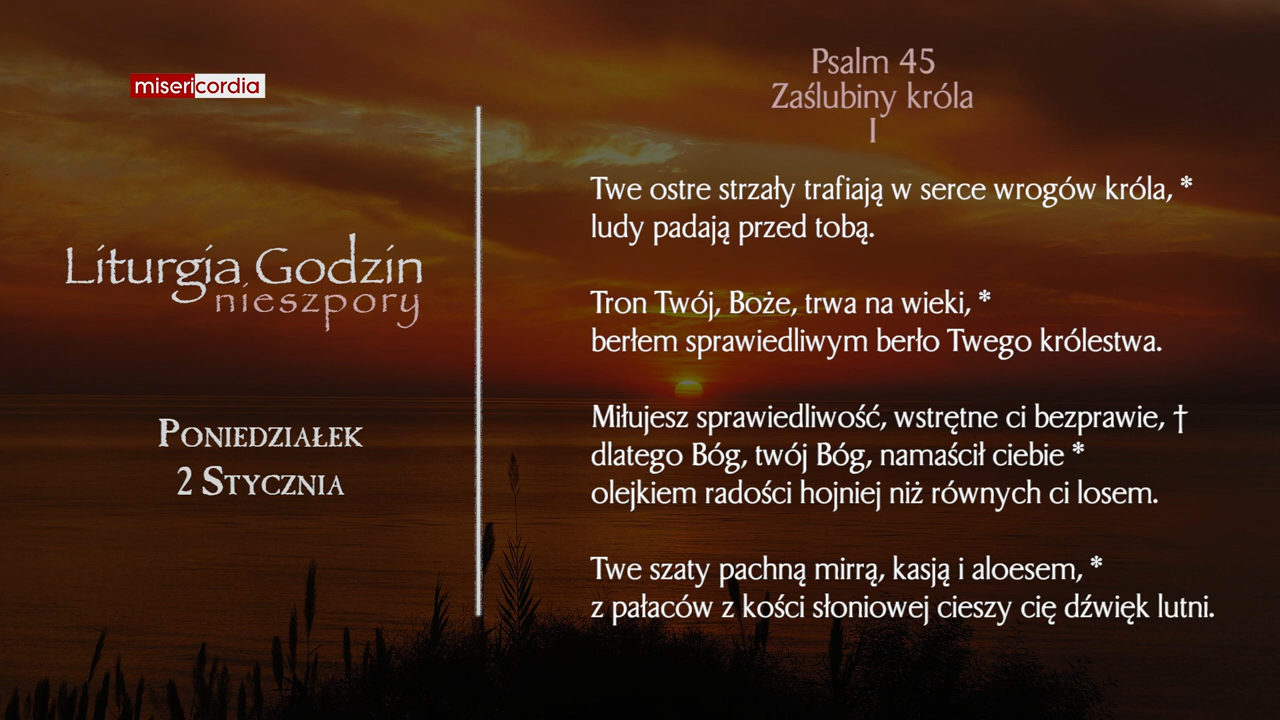 misericordia
Liturgia Godzin
nieszpory
Poniedziałek
2 Stycznia
Psalm 45
Zaślubiny króla
I
Twe ostre strzały trafiają w serce wrogów króla, *
ludy padają przed tobą.
Tron Twój, Boże, trwa na wieki, *
berłem sprawiedliwym berło Twego królestwa.
Miłujesz sprawiedliwość, wstrętne ci bezprawie, †
dlatego Bóg, twój Bóg, namaścił ciebie *
olejkiem radości hojniej niż równych ci losem.
Twe szaty pachną mirrą, kasją i aloesem, *
z pałaców z kości słoniowej cieszy cię dźwięk lutni.